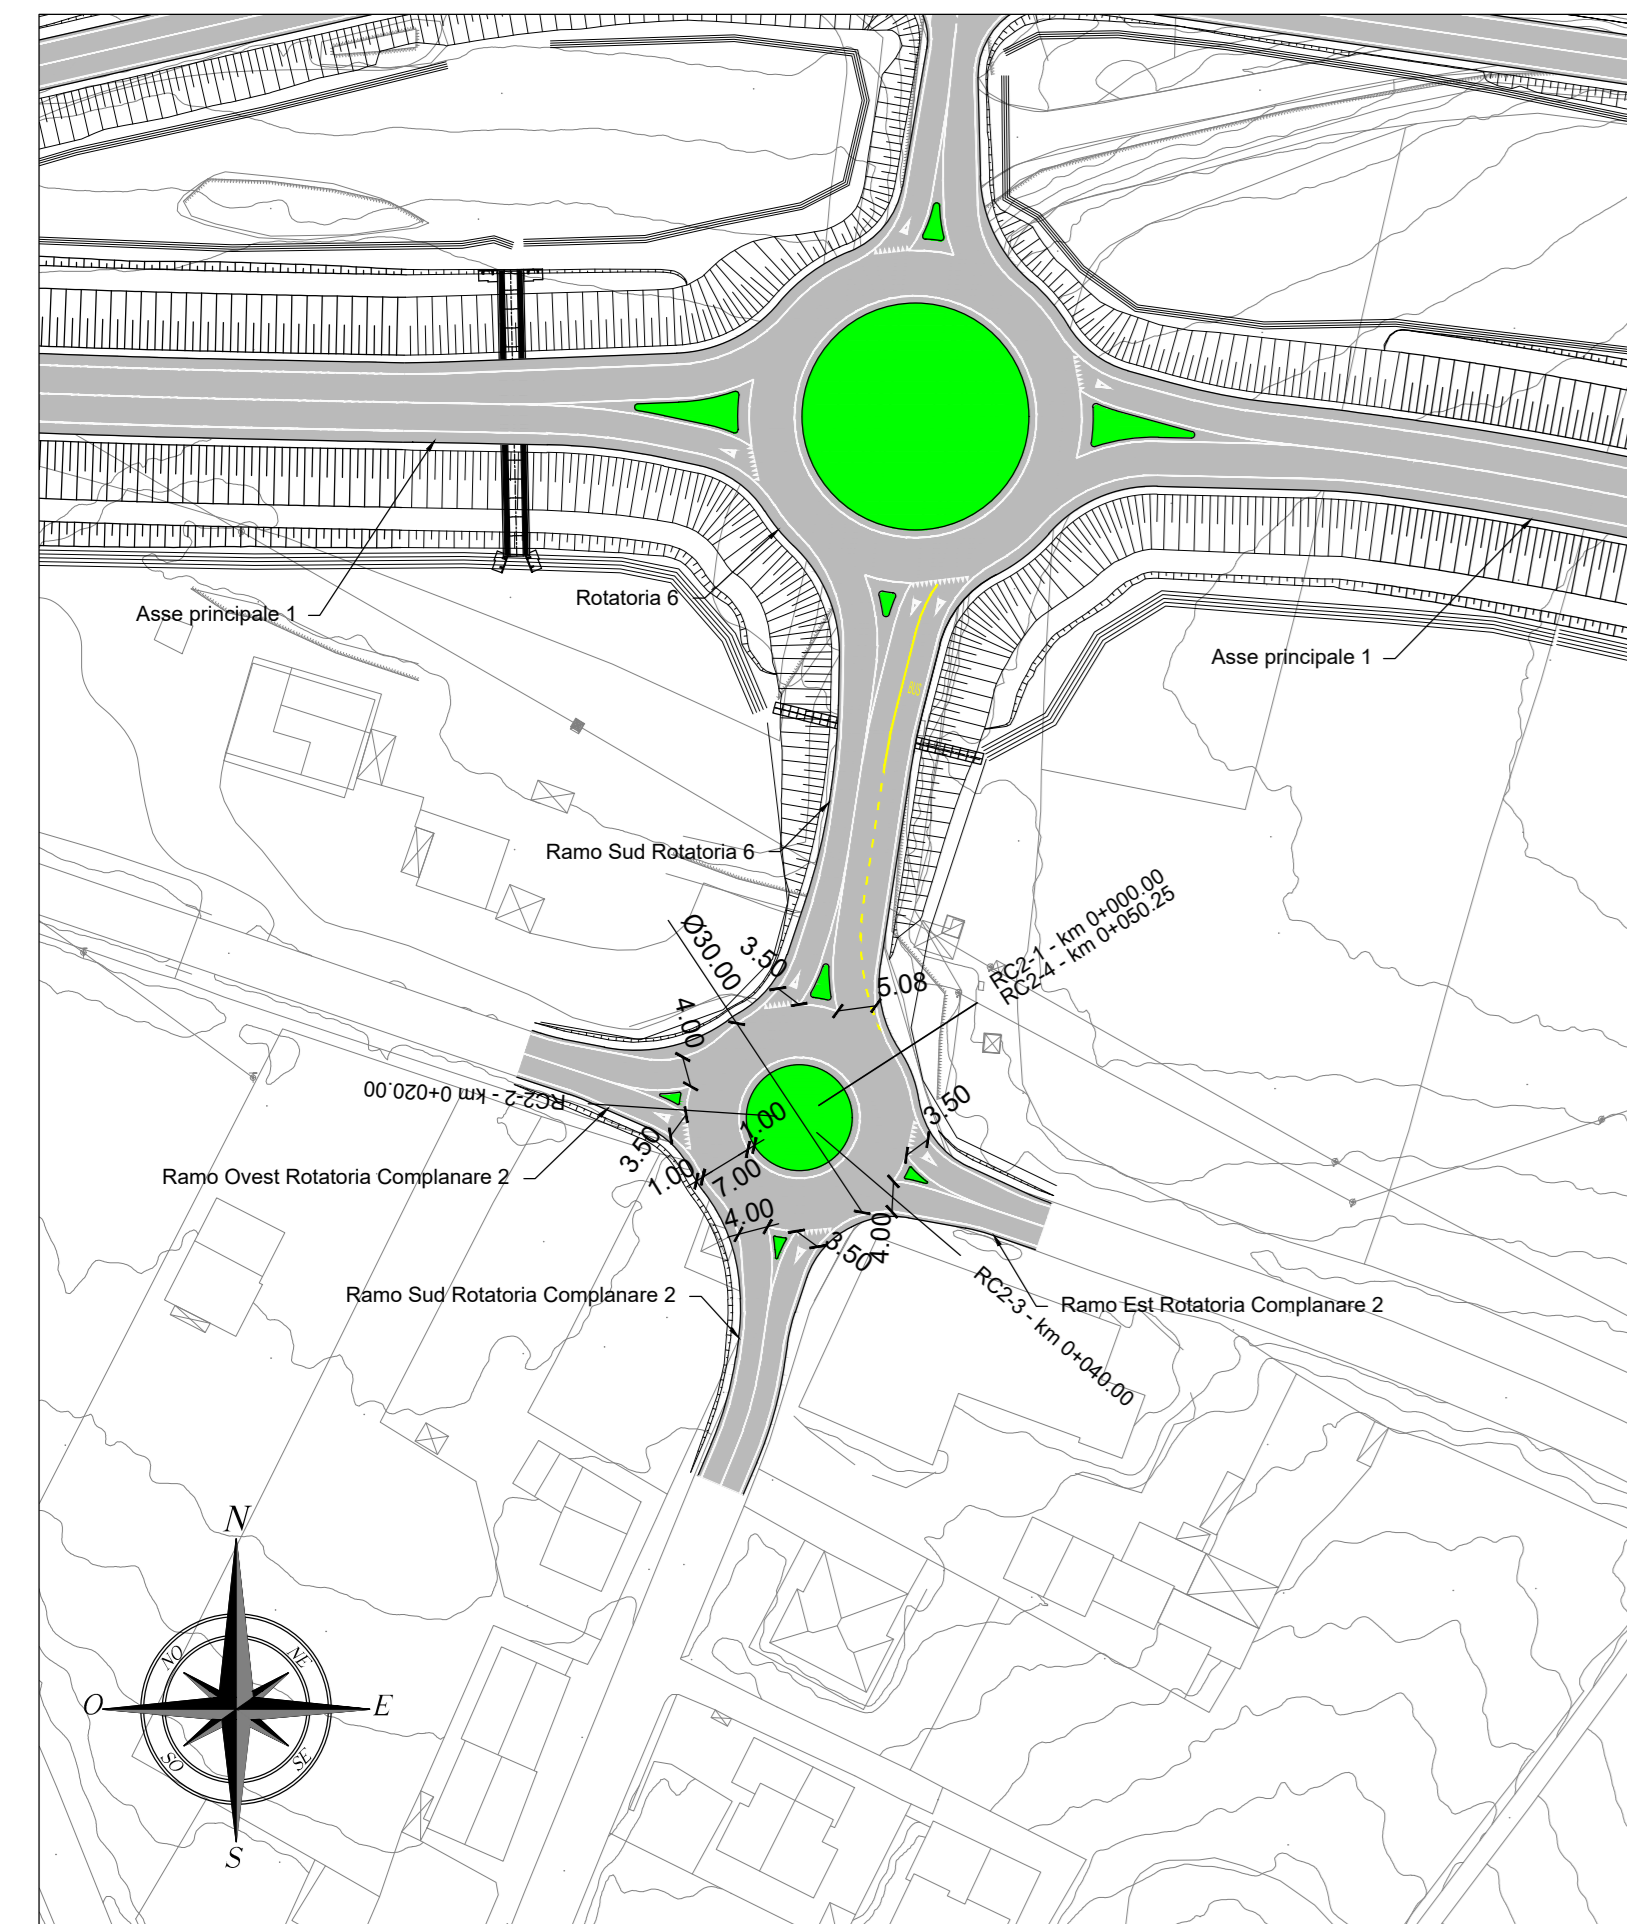 Rotatoria 6
Asse principale 1
Asse principale 1
Ramo Sud Rotatoria 6
RC2-1 - km 0+000.00
RC2-4 - km 0+050.25
Ø30.00
3.50
5.08
4.00
RC2-2 - km 0+020.00
1.00
3.50
3.50
1.00
7.00
Ramo Ovest Rotatoria Complanare 2
4.00
3.50
4.00
Ramo Sud Rotatoria Complanare 2
RC2-3 - km 0+040.00
Ramo Est Rotatoria Complanare 2
N
NO
NE
O
E
SO
SE
S